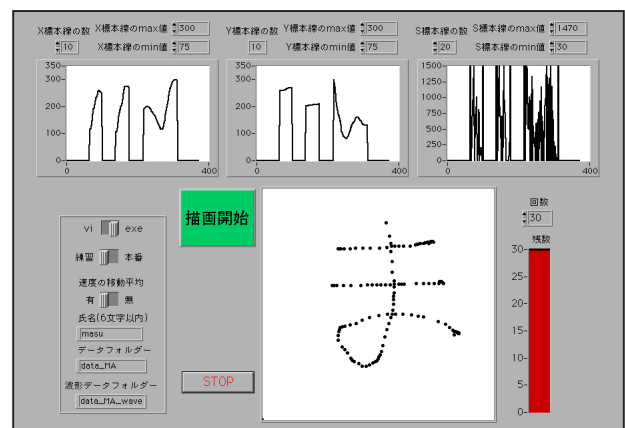 X標本線の数 X標本線のmax値 300
10 X標本線のmin値 75
Y標本線の数 Y標本線のmax値 300
10 Y標本線のmin値 75
S標本線の数 S標本線のmax値 1470
20 S標本線のmin値 30
350
300
200
100
0
0 400
350
300
200
100
0
0 400
1500
1250
1000
750
500
250
0
0 400
vi exe
練習 本番
速度の移動平均
有 無
氏名(6文字以内)
masu
データフォルダー
data_MA
波形データフォルダー
data_MA_wave
描画開始
STOP
あ
回数
30
残数
30
25
20
15
10
5
0